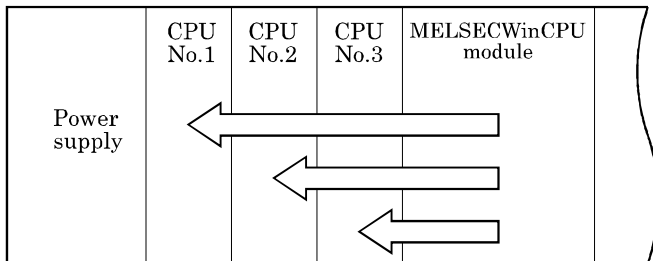 CPU
No.1
CPU
No.2
CPU
No.3
MELSECWinCPU
module
Power
supply